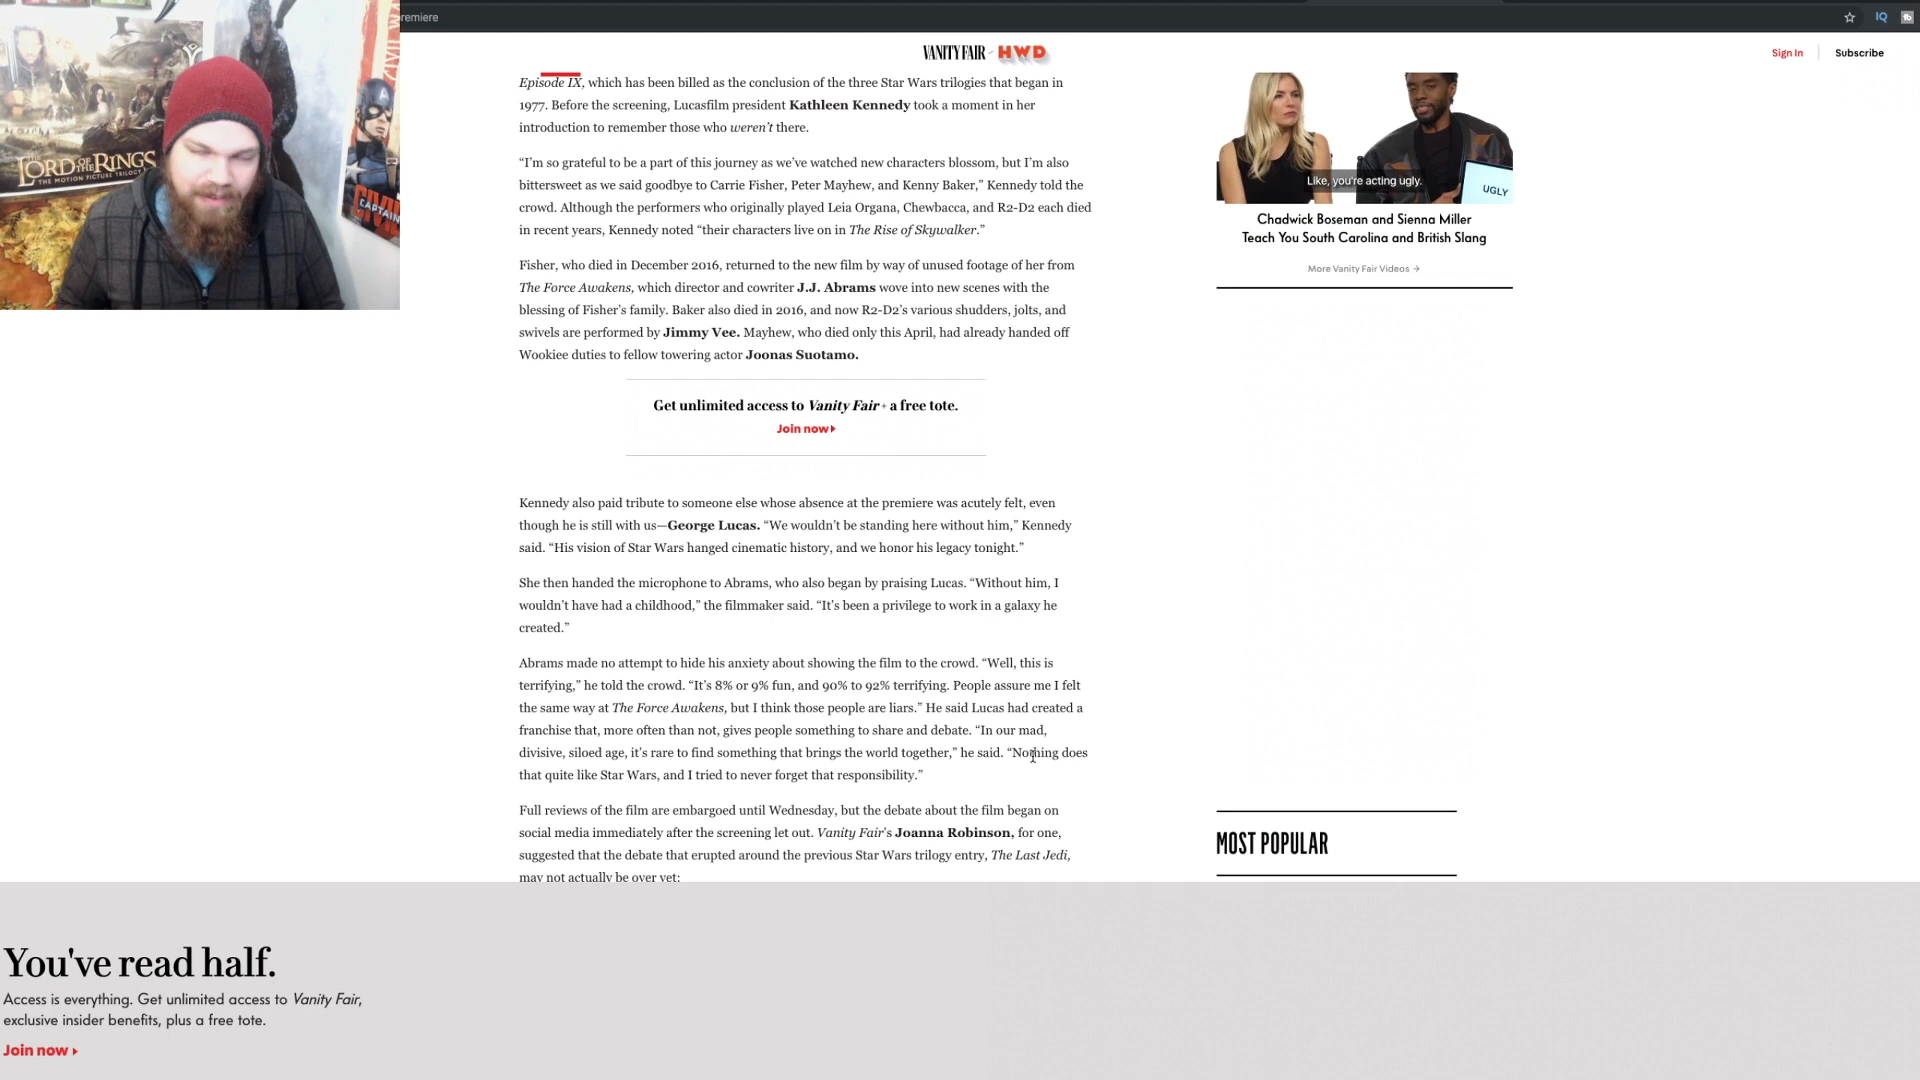 remiere
IQ
VANITY FAIR - HWD
Sign In
Subscribe
THE
LORD OF THE RINGS
THE MOTION PICTURE TRILOGY
CAPTAIN
Episode IX, which has been billed as the conclusion of the three Star Wars trilogies that began in
1977. Before the screening, Lucasfilm president Kathleen Kennedy took a moment in her
introduction to remember those who weren’t there.
“I’m so grateful to be a part of this journey as we’ve watched new characters blossom, but I’m also
bittersweet as we said goodbye to Carrie Fisher, Peter Mayhew, and Kenny Baker,” Kennedy told the
crowd. Although the performers who originally played Leia Organa, Chewbacca, and R2-D2 each died
in recent years, Kennedy noted “their characters live on in The Rise of Skywalker.”
Fisher, who died in December 2016, returned to the new film by way of unused footage of her from
The Force Awakens, which director and cowriter J.J. Abrams wove into new scenes with the
blessing of Fisher’s family. Baker also died in 2016, and now R2-D2’s various shudders, jolts, and
swivels are performed by Jimmy Vee. Mayhew, who died only this April, had already handed off
Wookiee duties to fellow towering actor Joonas Suotamo.
Get unlimited access to Vanity Fair + a free tote.
Join now
Kennedy also paid tribute to someone else whose absence at the premiere was acutely felt, even
though he is still with us—George Lucas. “We wouldn’t be standing here without him,” Kennedy
said. “His vision of Star Wars hanged cinematic history, and we honor his legacy tonight.”
She then handed the microphone to Abrams, who also began by praising Lucas. “Without him, I
wouldn’t have had a childhood,” the filmmaker said. “It’s been a privilege to work in a galaxy he
created.”
Abrams made no attempt to hide his anxiety about showing the film to the crowd. “Well, this is
terrifying,” he told the crowd. “It’s 8% or 9% fun, and 90% to 92% terrifying. People assure me I felt
the same way at The Force Awakens, but I think those people are liars.” He said Lucas had created a
franchise that, more often than not, gives people something to share and debate. “In our mad,
divisive, siloed age, it’s rare to find something that brings the world together,” he said. “Nothing does
that quite like Star Wars, and I tried to never forget that responsibility.”
Full reviews of the film are embargoed until Wednesday, but the debate about the film began on
social media immediately after the screening let out. Vanity Fair’s Joanna Robinson, for one,
suggested that the debate that erupted around the previous Star Wars trilogy entry, The Last Jedi,
may not actually be over yet:
Like, you're acting ugly.
UGLY
Chadwick Boseman and Sienna Miller
Teach You South Carolina and British Slang
More Vanity Fair Videos →
MOST POPULAR
You've read half.
Access is everything. Get unlimited access to Vanity Fair,
exclusive insider benefits, plus a free tote.
Join now